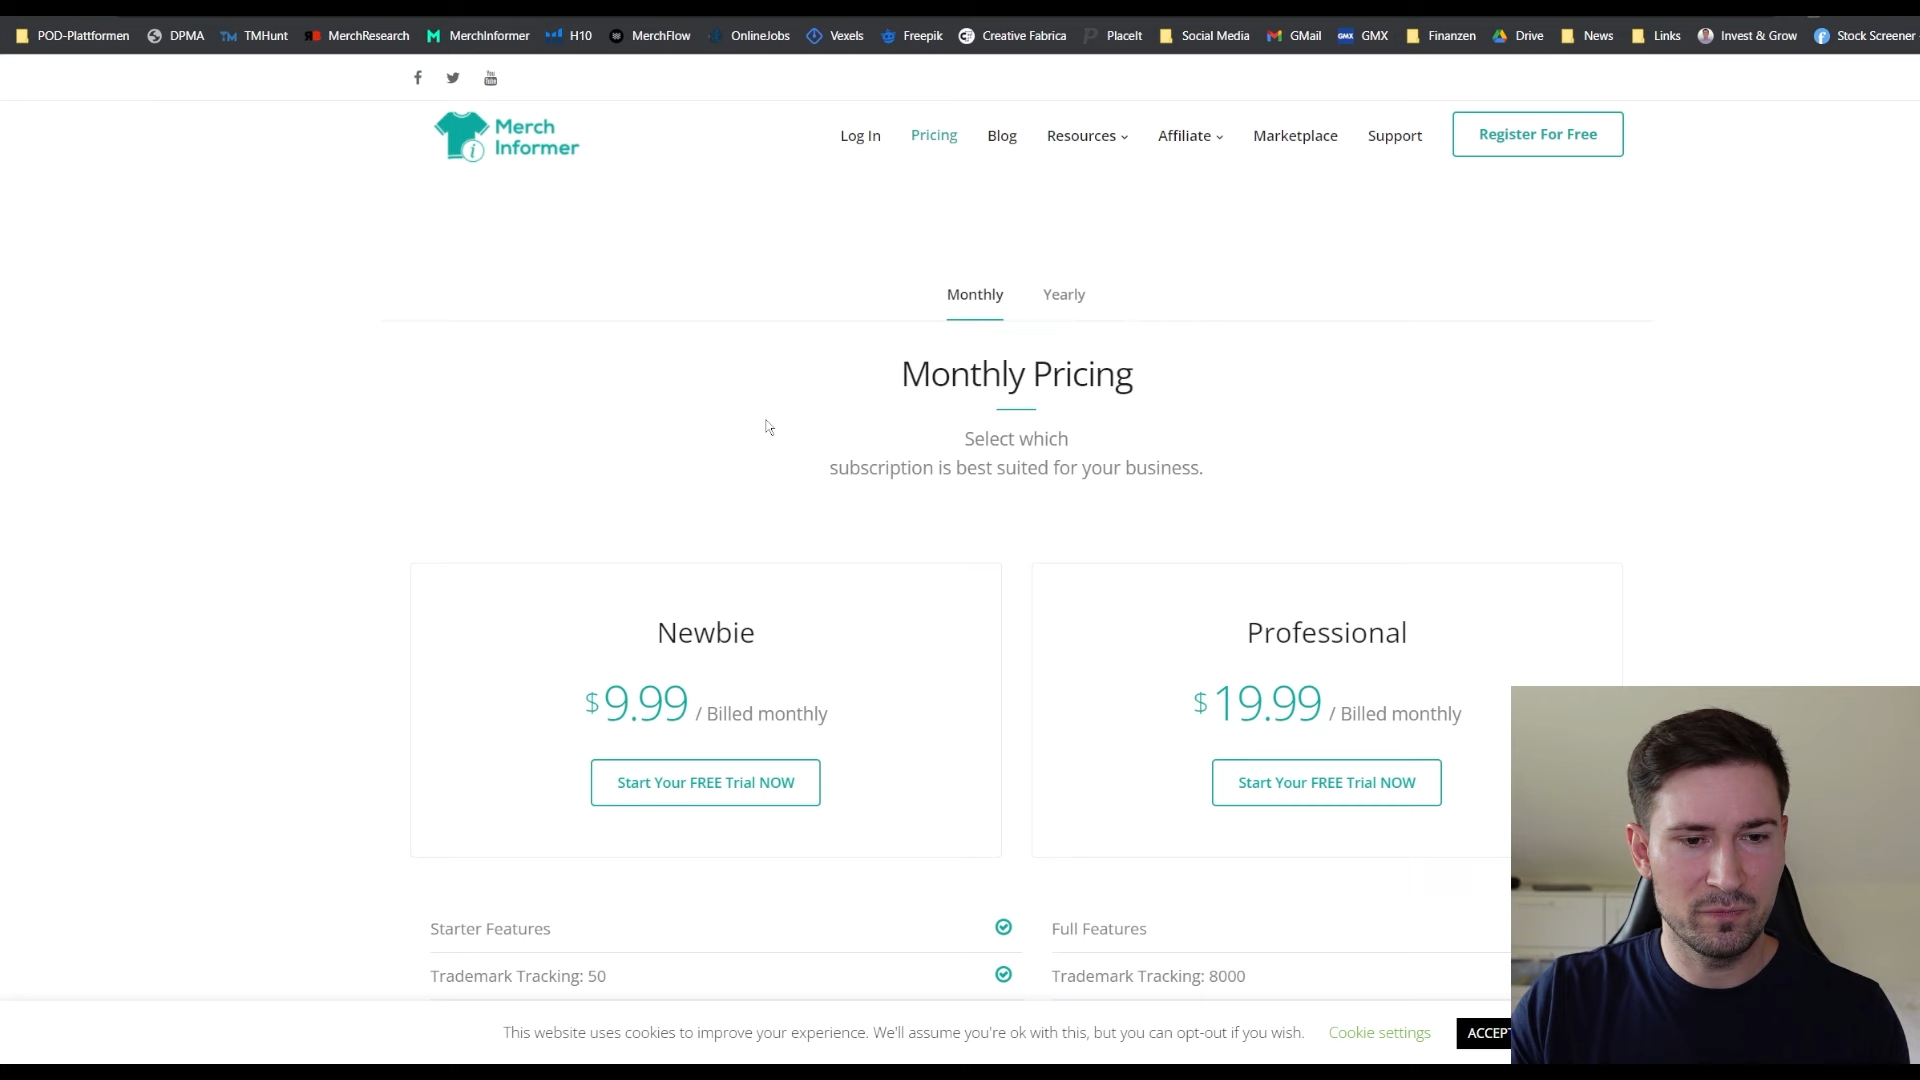 POD-Plattformen DPMA TM TMHunt MerchResearch MerchInformer H10 MerchFlow OnlineJobs Vexels Freepik Creative Fabrica PlaceIt Social Media GMail GMX GMX Finanzen Drive News Links Invest & Grow Stock Screener
You Tube
Merch
Informer
Log In Pricing Blog Resources Affiliate Marketplace Support Register For Free
Monthly Yearly
Monthly Pricing
Select which
subscription is best suited for your business.
Newbie
$9.99 / Billed monthly
Start Your FREE Trial NOW
Professional
$19.99 / Billed monthly
Start Your FREE Trial NOW
Starter Features
Trademark Tracking: 50
Full Features
Trademark Tracking: 8000
This website uses cookies to improve your experience. We'll assume you're ok with this, but you can opt-out if you wish. Cookie settings ACCEPT